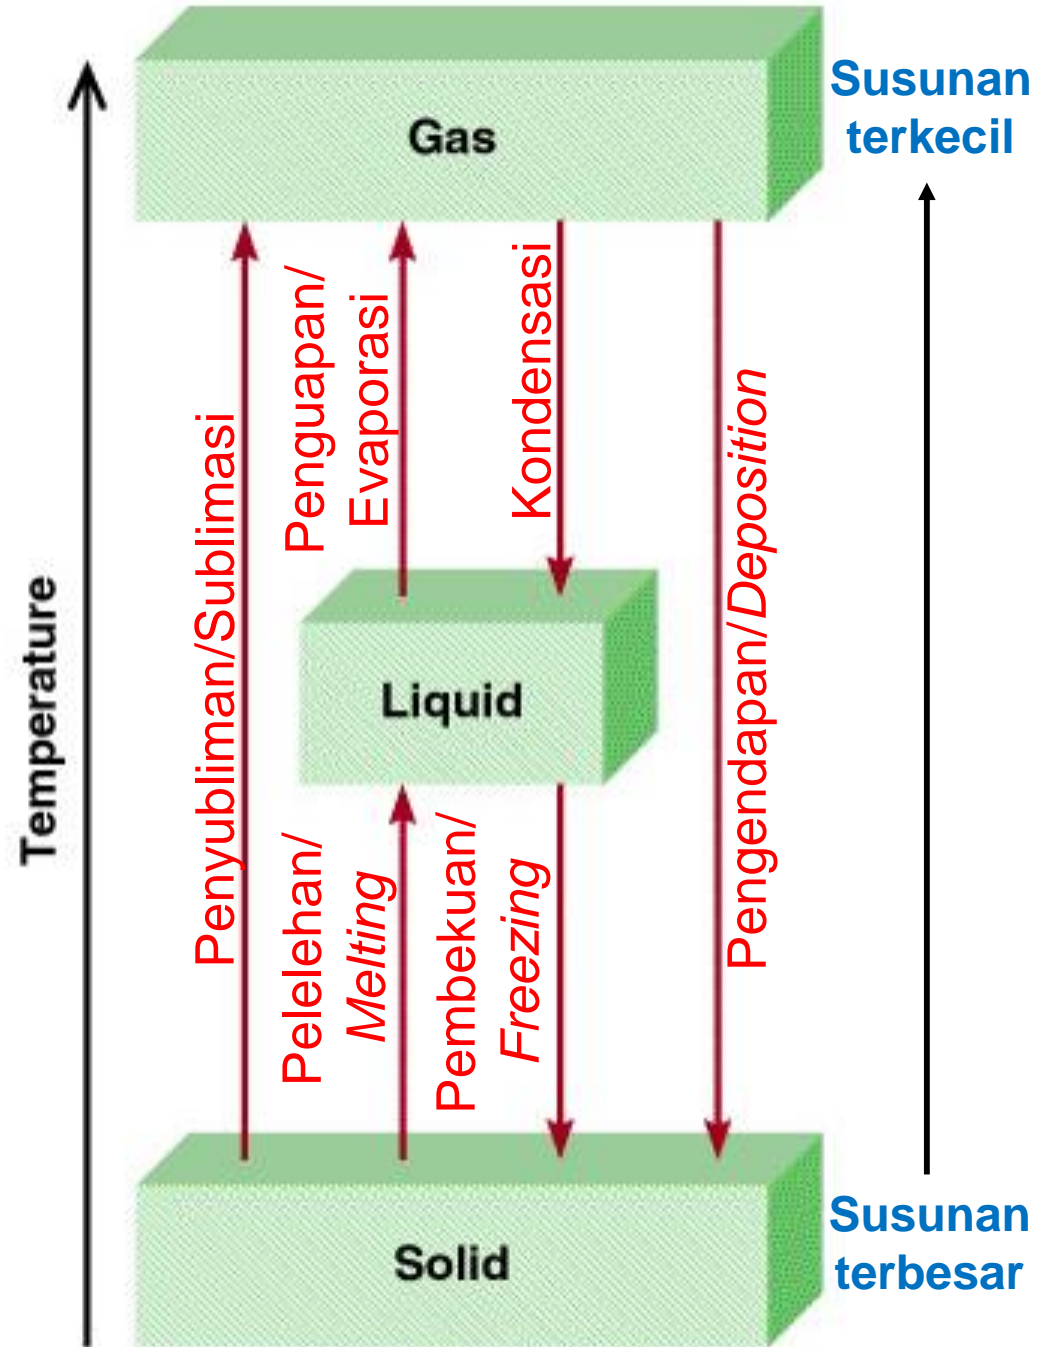 Gas
Susunan
terkecil
Temperature
Penyubliman/Sublimasi
Penguapan/
Evaporasi
Kondensasi
Pengendapan/Deposition
Liquid
Pelelehan/
Melting
Pembekuan/
Freezing
Solid
Susunan
terbesar